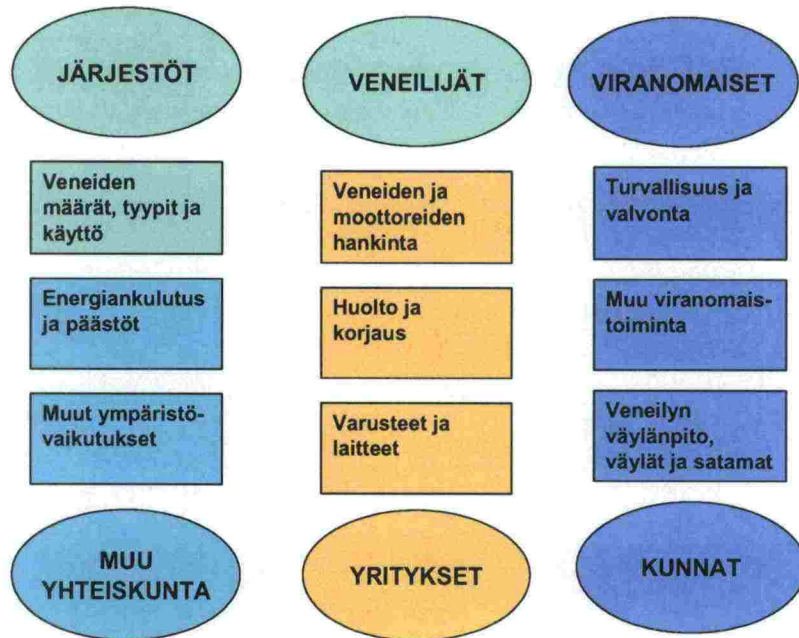 JÄRJESTÖT
VENEILIJÄT
VIRANOMAISET
Veneiden
määrät, tyypit ja
käyttö
Veneiden ja
moottoreiden
hankinta
Turvallisuus ja
valvonta
Energiankulutus
ja päästöt
Huolto ja
korjaus
Muu viranomais-
toiminta
Muut ympäristö-
vaikutukset
Varusteet ja
laitteet
Veneilyn
väylänpito,
väylät ja satamat
MUU
YHTEISKUNTA
YRITYKSET
KUNNAT